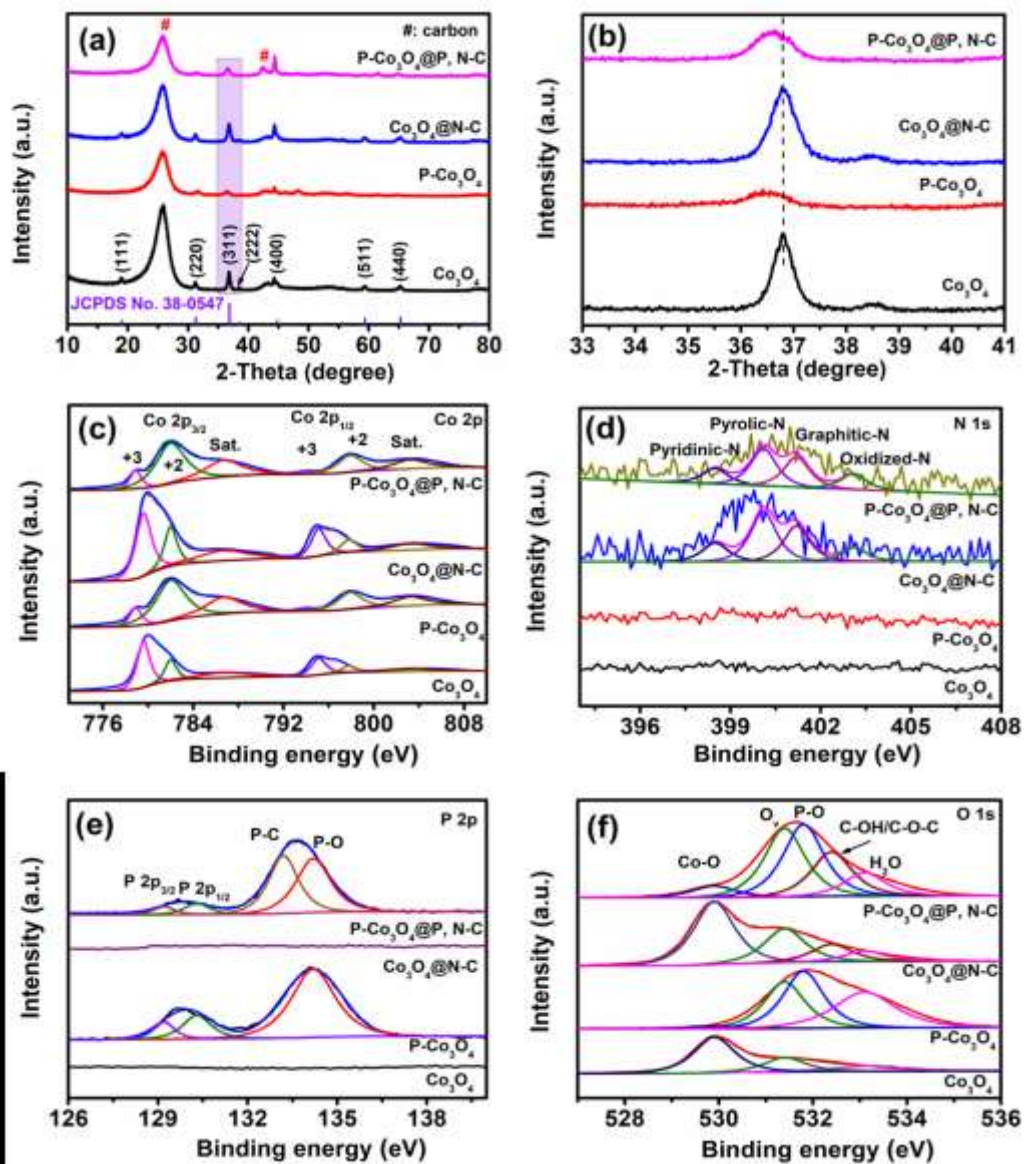 (a)
#
#: carbon
P-Co₃O₄@P, N-C
#
Co₃O₄@N-C
P-Co₃O₄
(111)
(220)
(311)
(222)
(400)
(511)
(440)
Co₃O₄
JCPDS No. 38-0547
10 20 30 40 50 60 70 80
2-Theta (degree)
Intensity (a.u.)
(b)
P-Co₃O₄@P, N-C
Co₃O₄@N-C
P-Co₃O₄
Co₃O₄
33 34 35 36 37 38 39 40 41
2-Theta (degree)
Intensity (a.u.)
(c)
Co 2p₃/₂
Co 2p₁/₂
Co 2p
+3
+2
Sat.
+3
+2
Sat.
P-Co₃O₄@P, N-C
Co₃O₄@N-C
P-Co₃O₄
Co₃O₄
776 784 792 800 808
Binding energy (eV)
Intensity (a.u.)
(d)
N 1s
Pyrolic-N
Pyridinic-N
Graphitic-N
Oxidized-N
P-Co₃O₄@P, N-C
Co₃O₄@N-C
P-Co₃O₄
Co₃O₄
396 399 402 405 408
Binding energy (eV)
Intensity (a.u.)
(e)
P 2p
P-C
P-O
P 2p₃/₂
P 2p₁/₂
P-Co₃O₄@P, N-C
Co₃O₄@N-C
P-Co₃O₄
Co₃O₄
126 129 132 135 138
Binding energy (eV)
Intensity (a.u.)
(f)
O 1s
Oᵥ
P-O
C-OH/C-O-C
Co-O
H₂O
P-Co₃O₄@P, N-C
Co₃O₄@N-C
P-Co₃O₄
Co₃O₄
528 530 532 534 536
Binding energy (eV)
Intensity (a.u.)